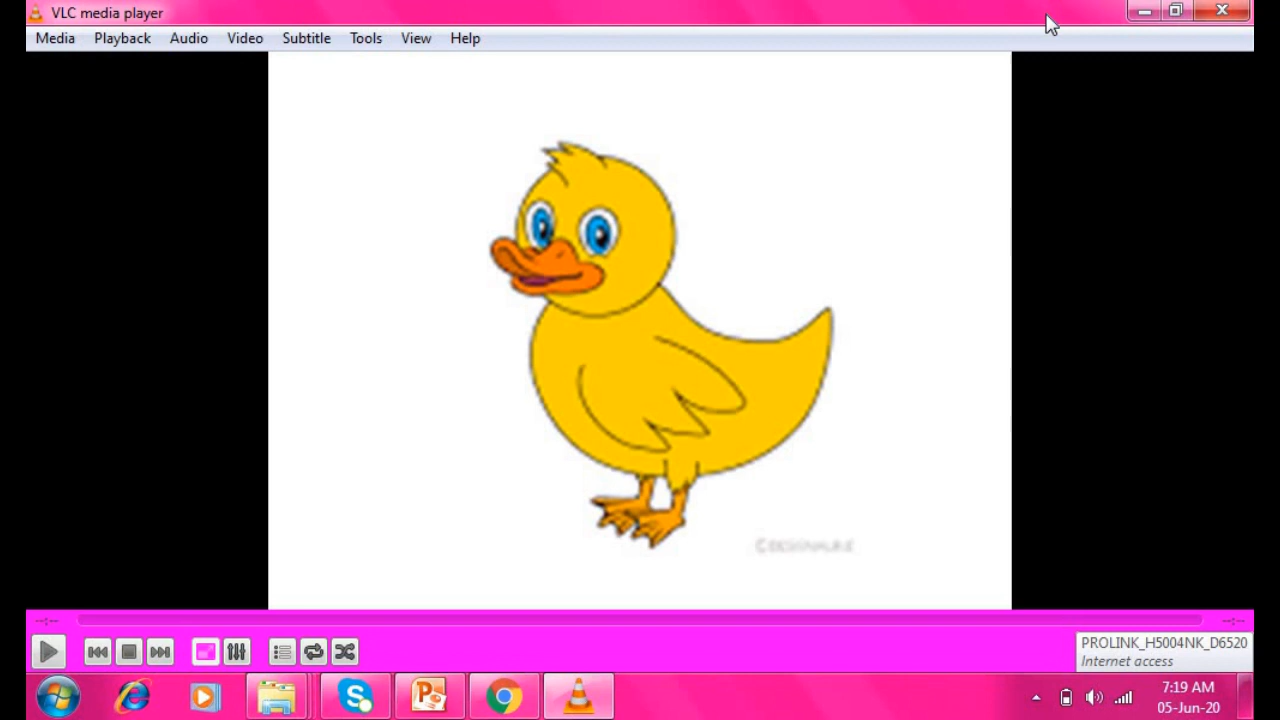 VLC media player
Media Playback Audio Video Subtitle Tools View Help
--:-- --:--
PROLINK_H5004NK_D6520
Internet access
7:19 AM
05-Jun-20